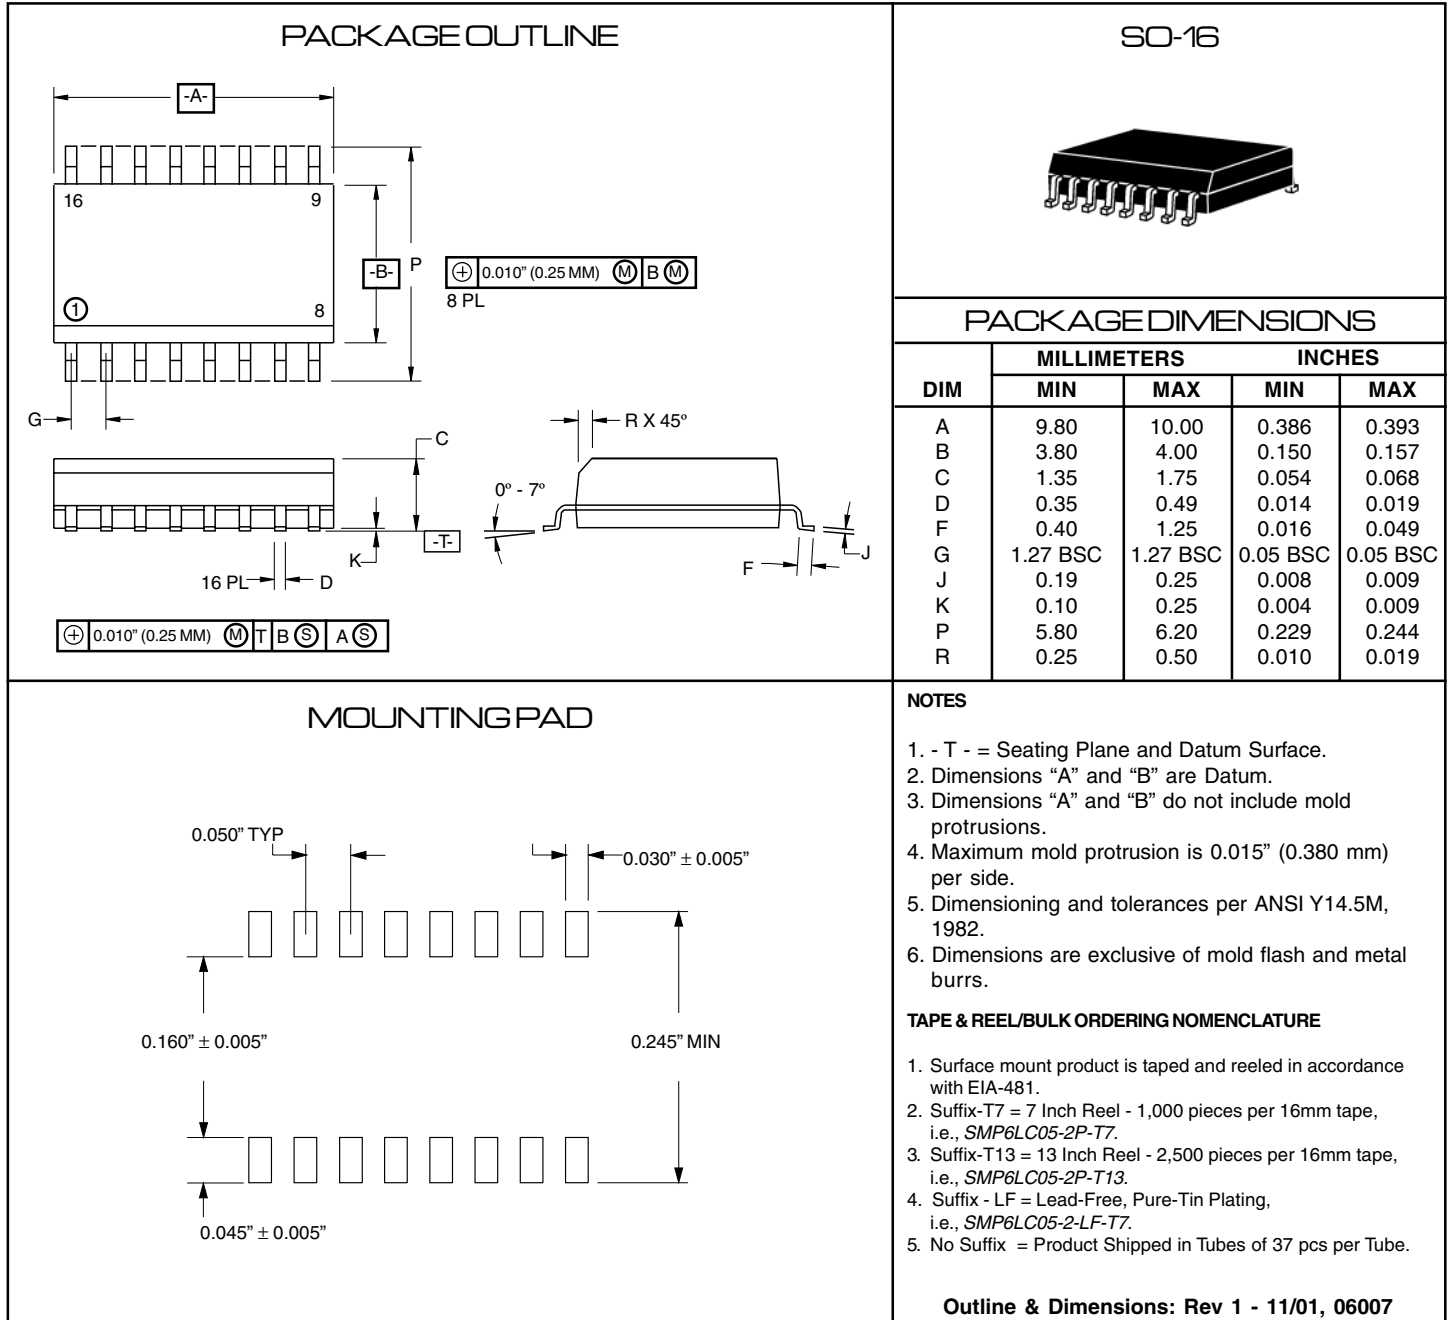 PACKAGE OUTLINE
-A-
16
9
-B-
P
⌖ 0.010” (0.25 MM) Ⓜ B Ⓜ
8 PL
①
8
G
C
R X 45º
0º - 7º
-T-
K
J
F
16 PL
D
⌖ 0.010” (0.25 MM) Ⓜ T B Ⓢ A Ⓢ
SO-16
PACKAGE DIMENSIONS
MILLIMETERS INCHES
DIM MIN MAX MIN MAX
A 9.80 10.00 0.386 0.393
B 3.80 4.00 0.150 0.157
C 1.35 1.75 0.054 0.068
D 0.35 0.49 0.014 0.019
F 0.40 1.25 0.016 0.049
G 1.27 BSC 1.27 BSC 0.05 BSC 0.05 BSC
J 0.19 0.25 0.008 0.009
K 0.10 0.25 0.004 0.009
P 5.80 6.20 0.229 0.244
R 0.25 0.50 0.010 0.019
MOUNTING PAD
0.050” TYP
0.030” ± 0.005”
0.160” ± 0.005”
0.245” MIN
0.045” ± 0.005”
NOTES
1. - T - = Seating Plane and Datum Surface.
2. Dimensions “A” and “B” are Datum.
3. Dimensions “A” and “B” do not include mold
protrusions.
4. Maximum mold protrusion is 0.015” (0.380 mm)
per side.
5. Dimensioning and tolerances per ANSI Y14.5M,
1982.
6. Dimensions are exclusive of mold flash and metal
burrs.
TAPE & REEL/BULK ORDERING NOMENCLATURE
1. Surface mount product is taped and reeled in accordance
with EIA-481.
2. Suffix-T7 = 7 Inch Reel - 1,000 pieces per 16mm tape,
i.e., SMP6LC05-2P-T7.
3. Suffix-T13 = 13 Inch Reel - 2,500 pieces per 16mm tape,
i.e., SMP6LC05-2P-T13.
4. Suffix - LF = Lead-Free, Pure-Tin Plating,
i.e., SMP6LC05-2-LF-T7.
5. No Suffix = Product Shipped in Tubes of 37 pcs per Tube.
Outline & Dimensions: Rev 1 - 11/01, 06007